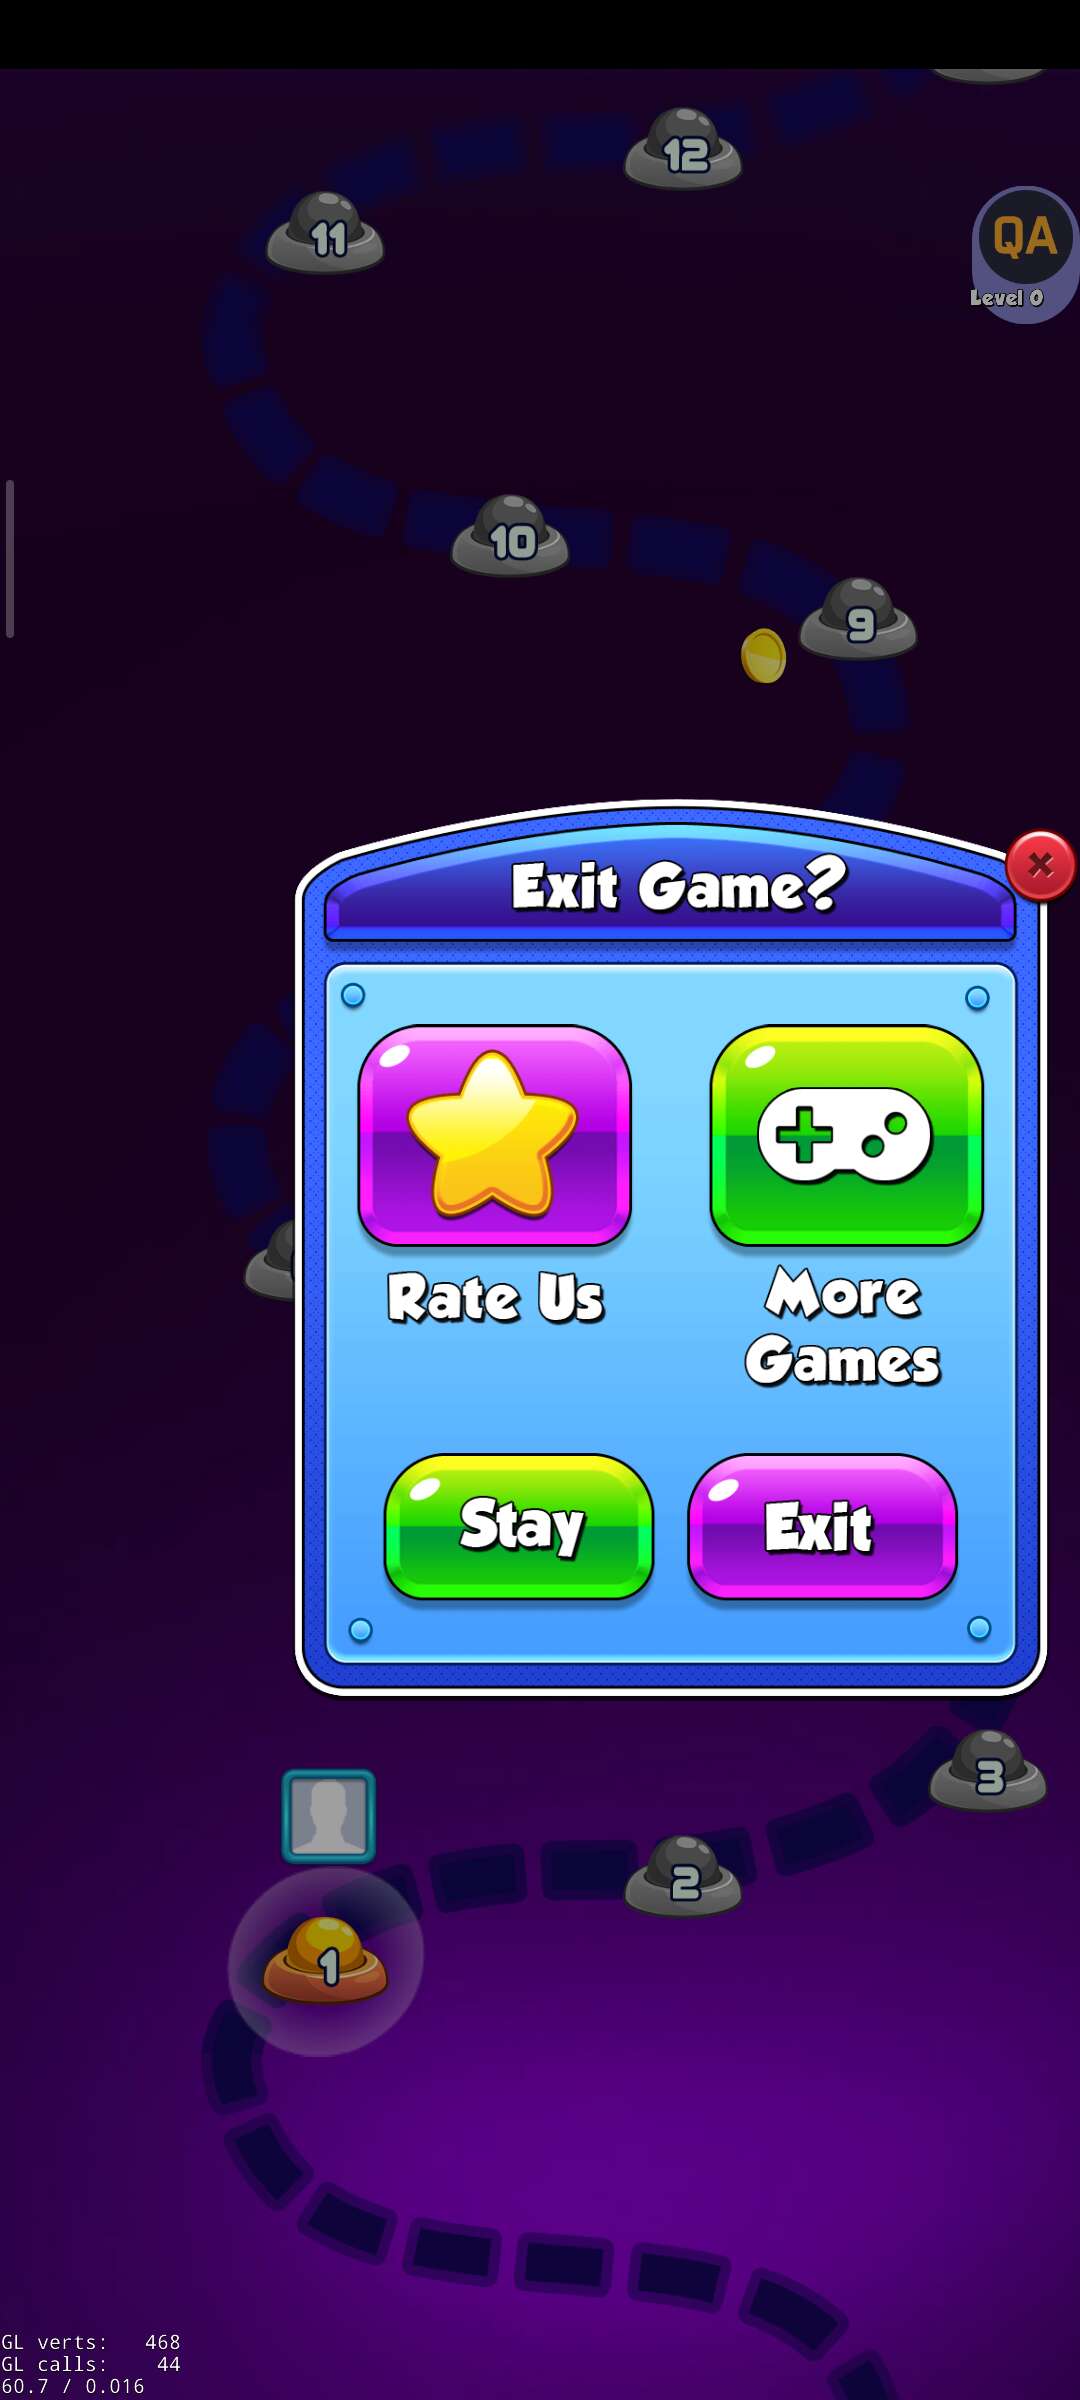 12
11
QA
Level 0
10
9
Exit Game?
Rate Us
More
Games
Stay
Exit
3
2
1
GL verts: 468
GL calls: 44
60.7 / 0.016